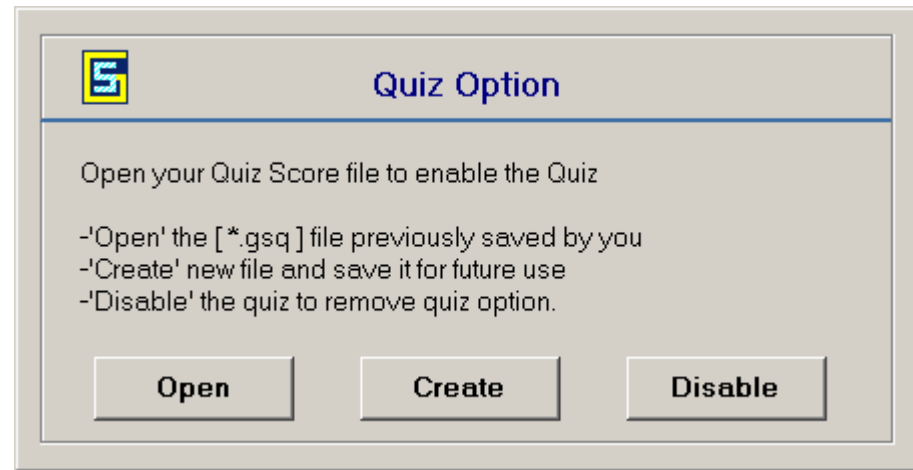 Quiz Option
Open your Quiz Score file to enable the Quiz
-'Open' the [ *.gsq ] file previously saved by you
-'Create' new file and save it for future use
-'Disable' the quiz to remove quiz option.
Open Create Disable